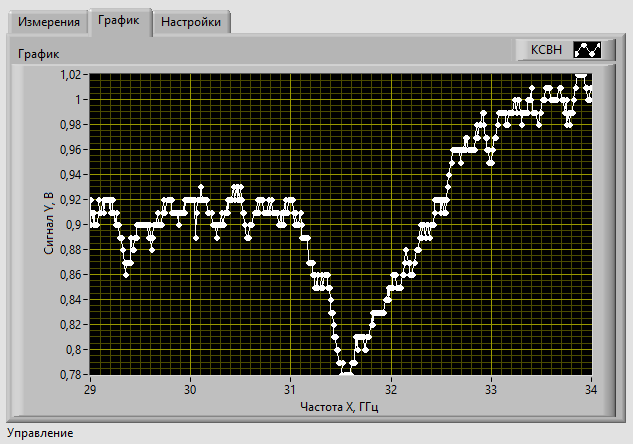 Измерения График Настройки
График КСВН
1,02
1
0,98
0,96
0,94
0,92
0,9
0,88
0,86
0,84
0,82
0,8
0,78
Сигнал Y, В
29 30 31 32 33 34
Частота X, ГГц
Управление